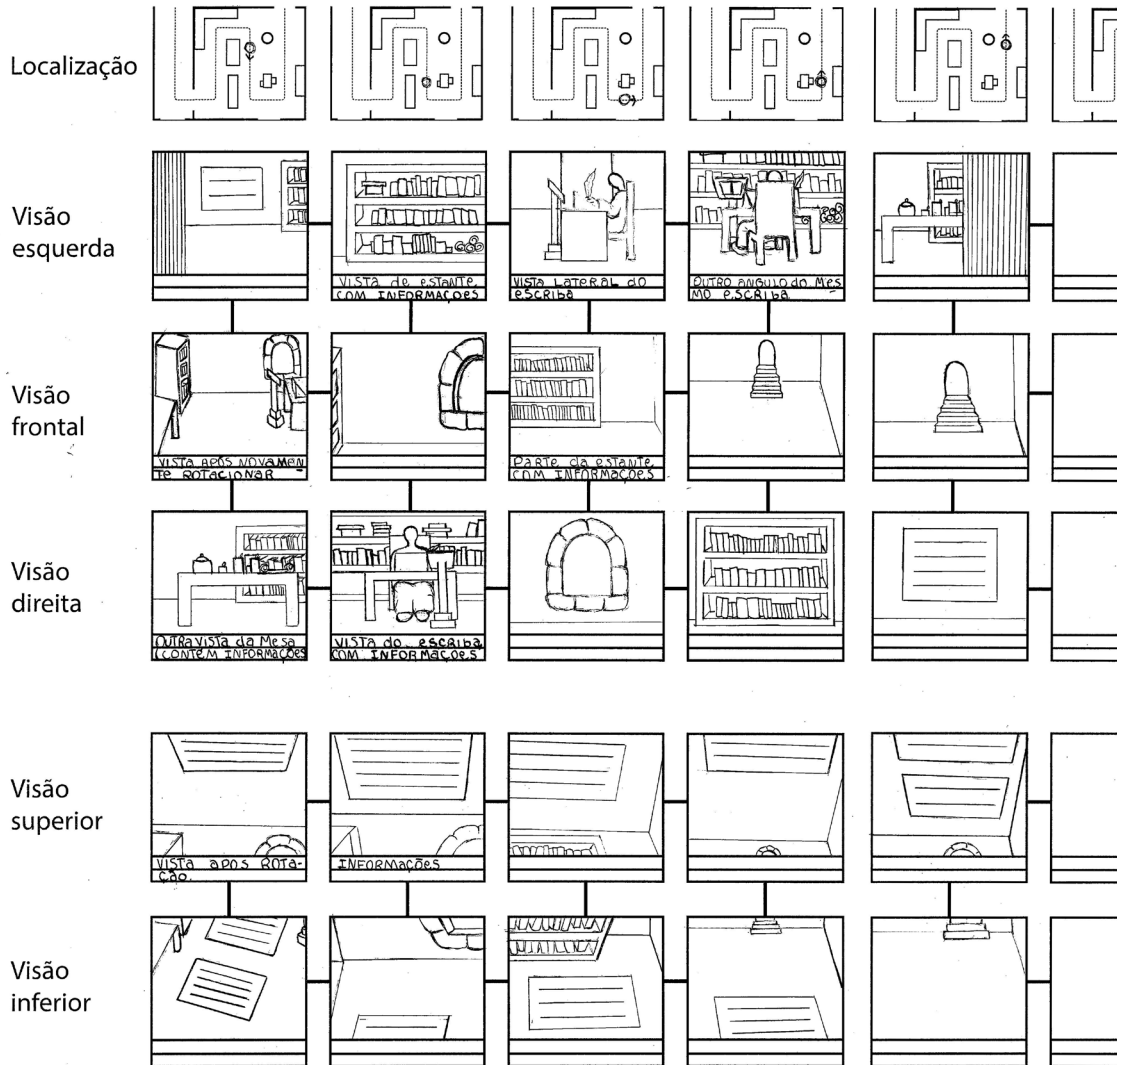 Localização
Visão
esquerda
VISTA de ESTANTE
COM INFORMAÇÕES
VISTA LATERAL do
escriba
OUTRO ANGULO do MES-
MO escriba
Visão
frontal
VISTA APÓS NOVAMEN-
TE ROTACIONAR
PARTE da estante
COM INFORMAÇÕES
Visão
direita
OUTRA VISTA da Mesa
(CONTÉM INFORMAÇÕES
VISTA do escriba
COM INFORMAÇÕES
Visão
superior
VISTA APOS ROTA-
ÇÃO.
INFORMAÇÕES
Visão
inferior